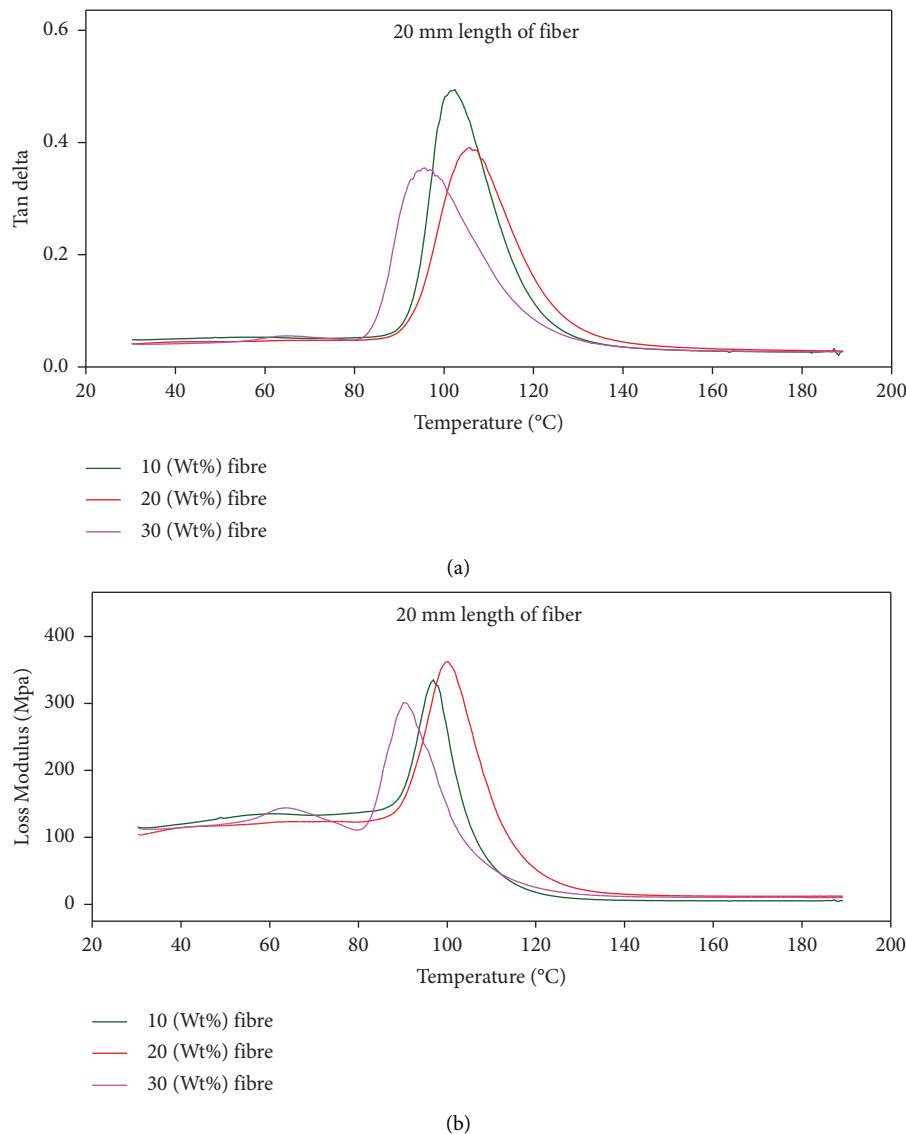 20 mm length of fiber
0.6
0.4
Tan delta
0.2
0.0
20 40 60 80 100 120 140 160 180 200
Temperature (°C)
10 (Wt%) fibre
20 (Wt%) fibre
30 (Wt%) fibre
(a)
20 mm length of fiber
400
300
Loss Modulus (Mpa)
200
100
0
20 40 60 80 100 120 140 160 180 200
Temperature (°C)
10 (Wt%) fibre
20 (Wt%) fibre
30 (Wt%) fibre
(b)